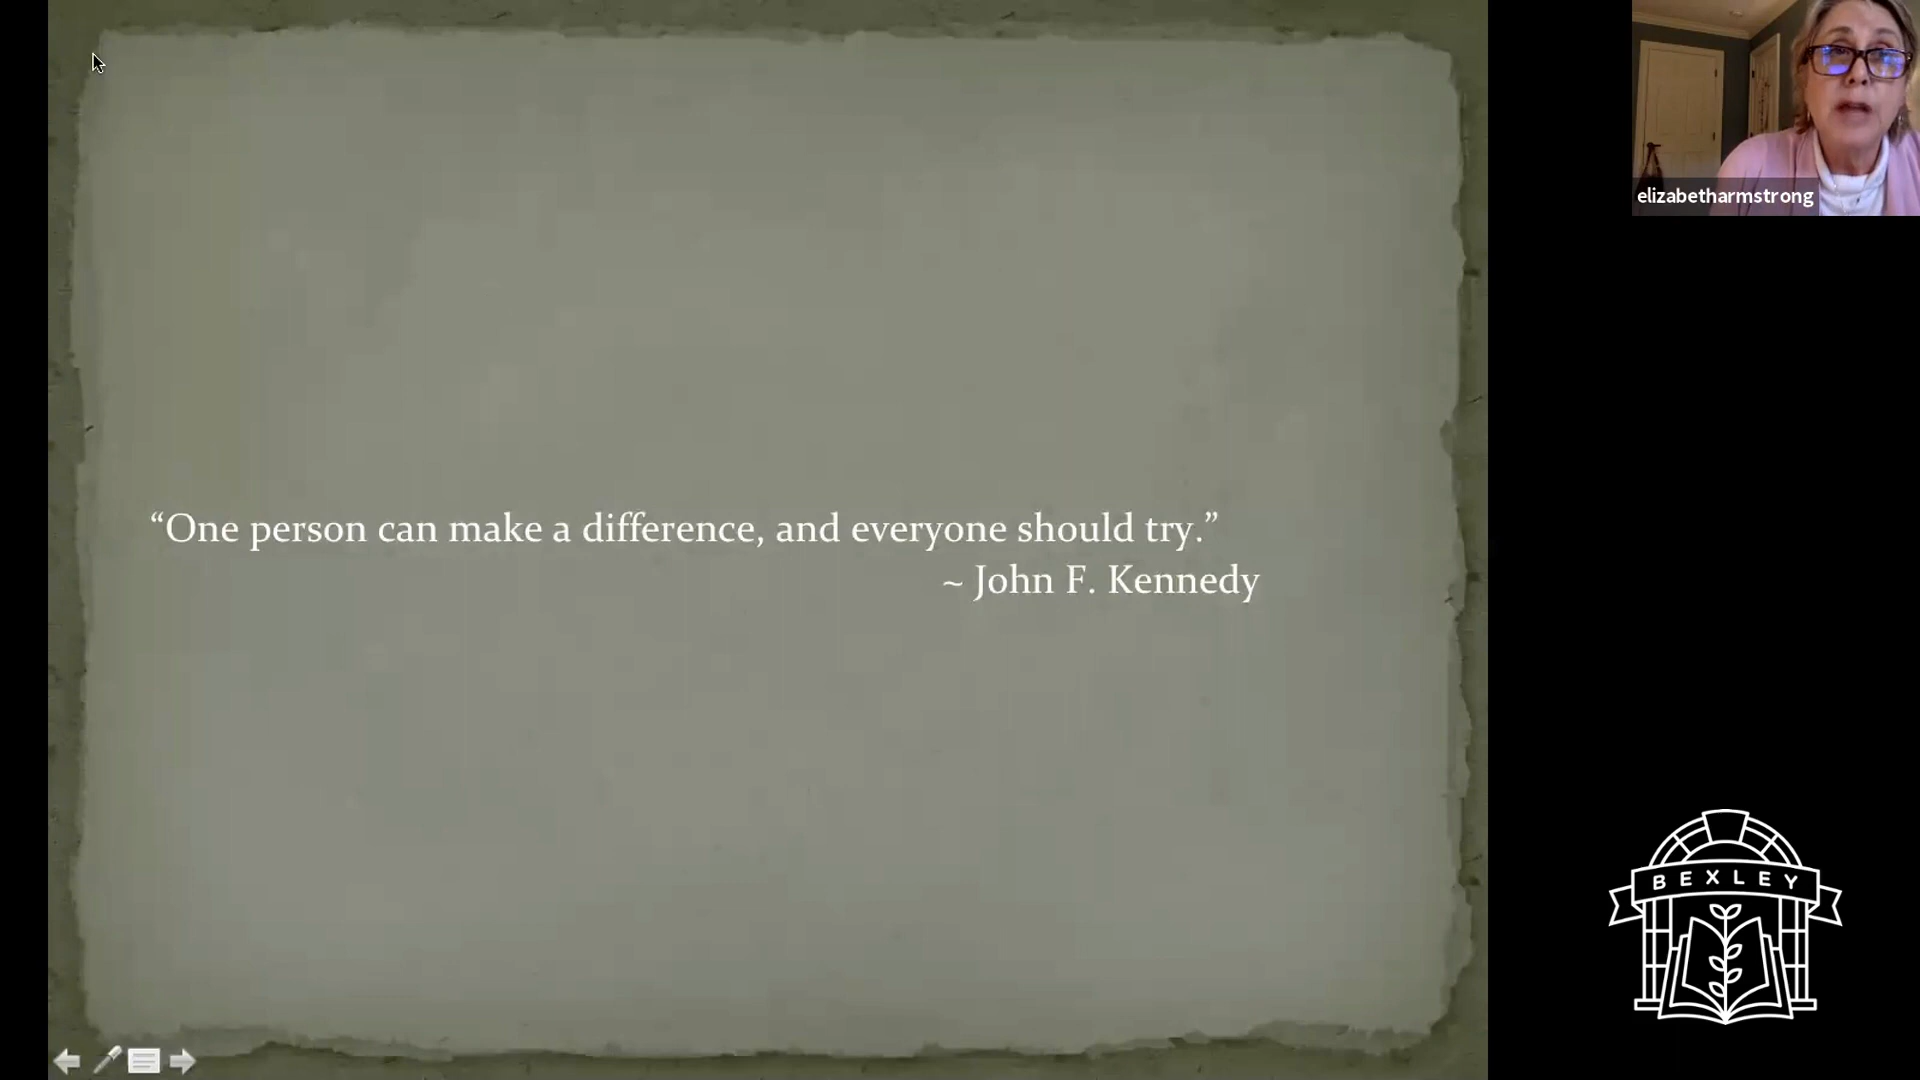 “One person can make a difference, and everyone should try.”
~ John F. Kennedy
elizabetharmstrong
BEXLEY